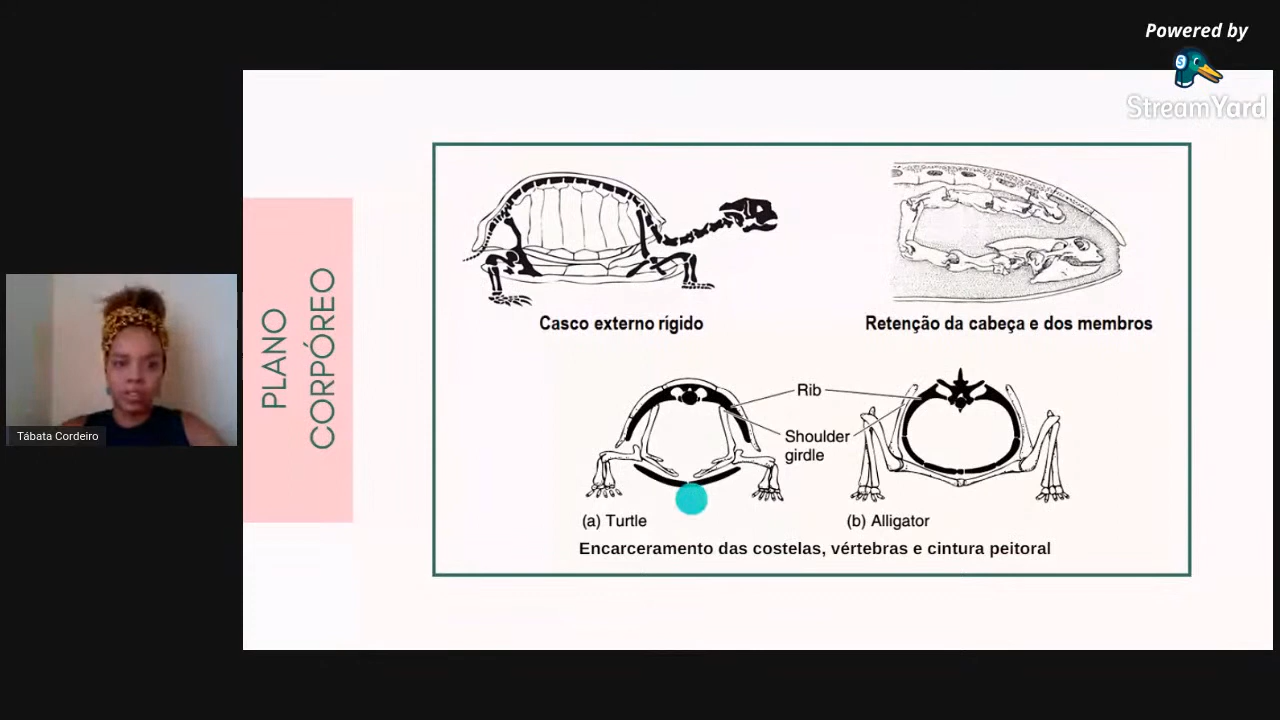 Powered by
StreamYard
PLANO
CORPÓREO
Casco externo rígido
Retenção da cabeça e dos membros
Rib
Shoulder
girdle
(a) Turtle
(b) Alligator
Encarceramento das costelas, vértebras e cintura peitoral
Tábata Cordeiro
S